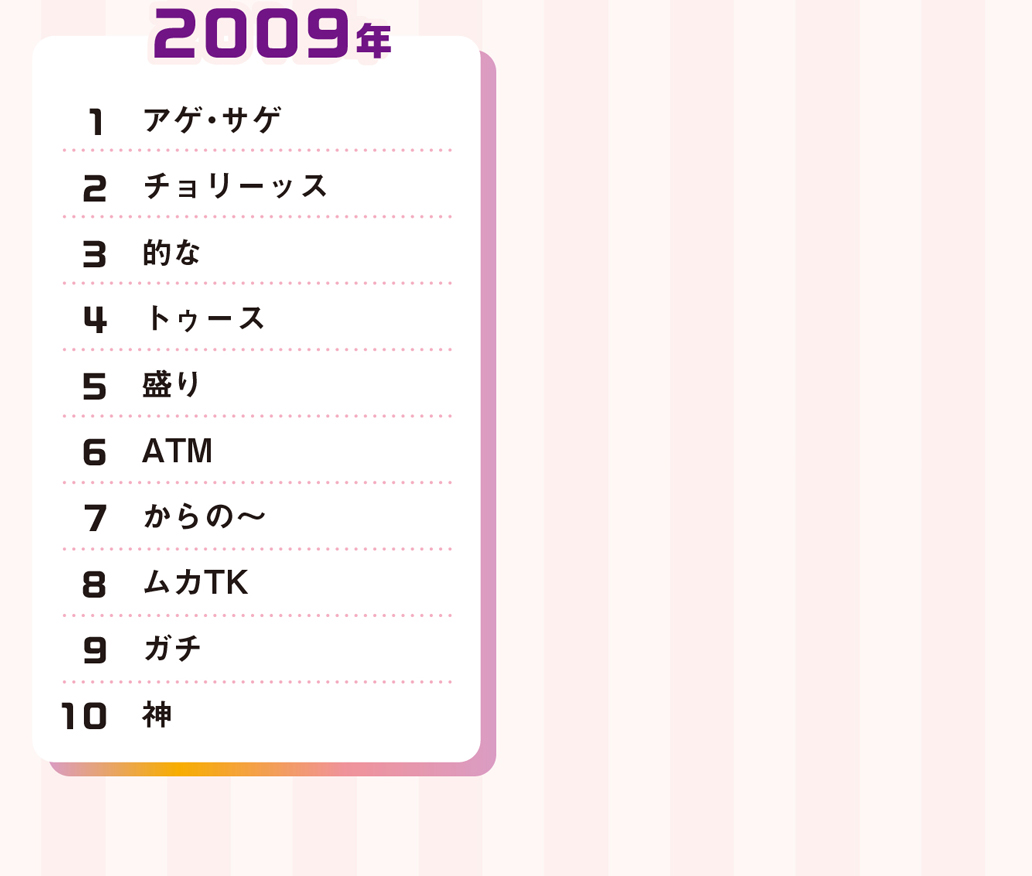 2009年
1 アゲ・サゲ
2 チョリーッス
3 的な
4 トゥース
5 盛り
6 ATM
7 からの〜
8 ムカTK
9 ガチ
10 神